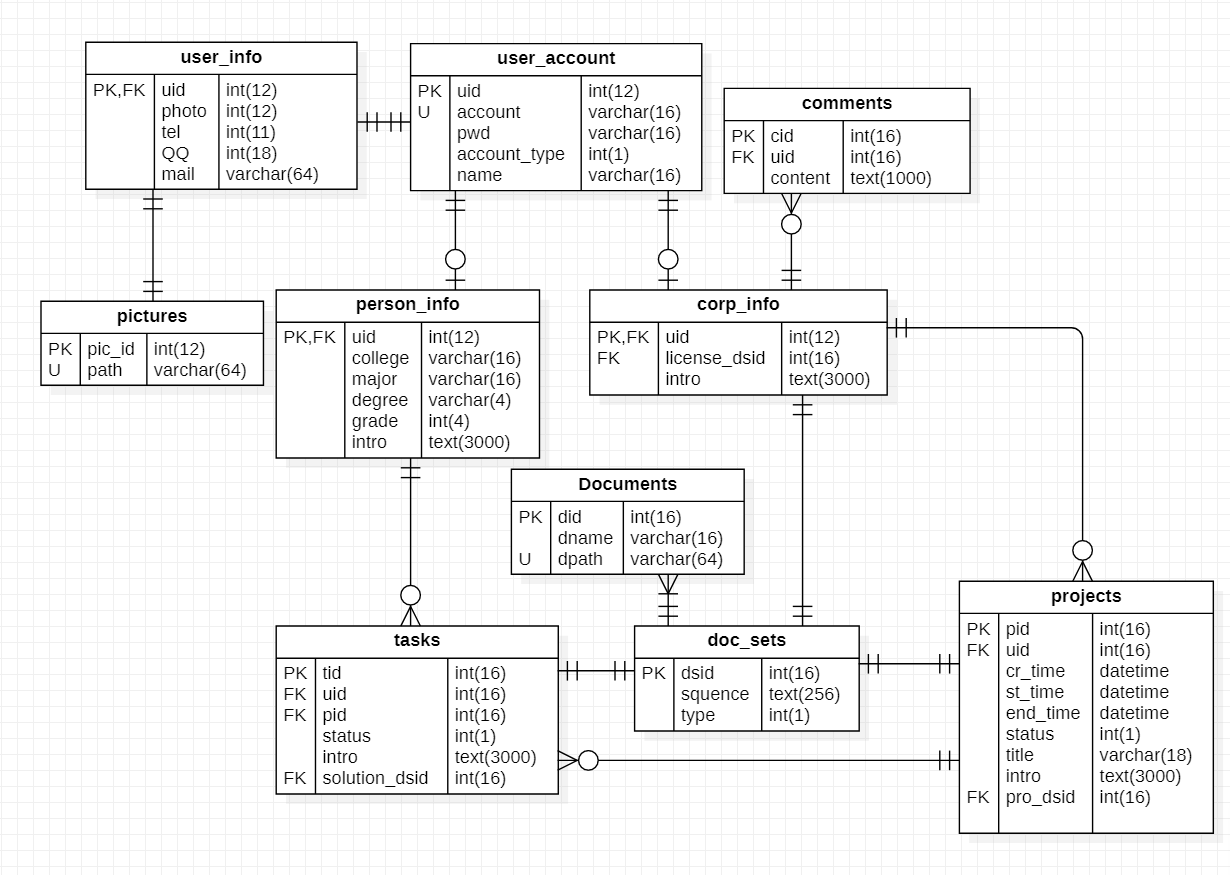 user_info
PK,FK uid int(12)
photo int(12)
tel int(11)
QQ int(18)
mail varchar(64)
user_account
PK uid int(12)
U account varchar(16)
pwd varchar(16)
account_type int(1)
name varchar(16)
comments
PK cid int(16)
FK uid int(16)
content text(1000)
pictures
PK pic_id int(12)
U path varchar(64)
person_info
PK,FK uid int(12)
college varchar(16)
major varchar(16)
degree varchar(4)
grade int(4)
intro text(3000)
corp_info
PK,FK uid int(12)
FK license_dsid int(16)
intro text(3000)
Documents
PK did int(16)
dname varchar(16)
U dpath varchar(64)
tasks
PK tid int(16)
FK uid int(16)
FK pid int(16)
status int(1)
intro text(3000)
FK solution_dsid int(16)
doc_sets
PK dsid int(16)
squence text(256)
type int(1)
projects
PK pid int(16)
FK uid int(16)
cr_time datetime
st_time datetime
end_time datetime
status int(1)
title varchar(18)
intro text(3000)
FK pro_dsid int(16)